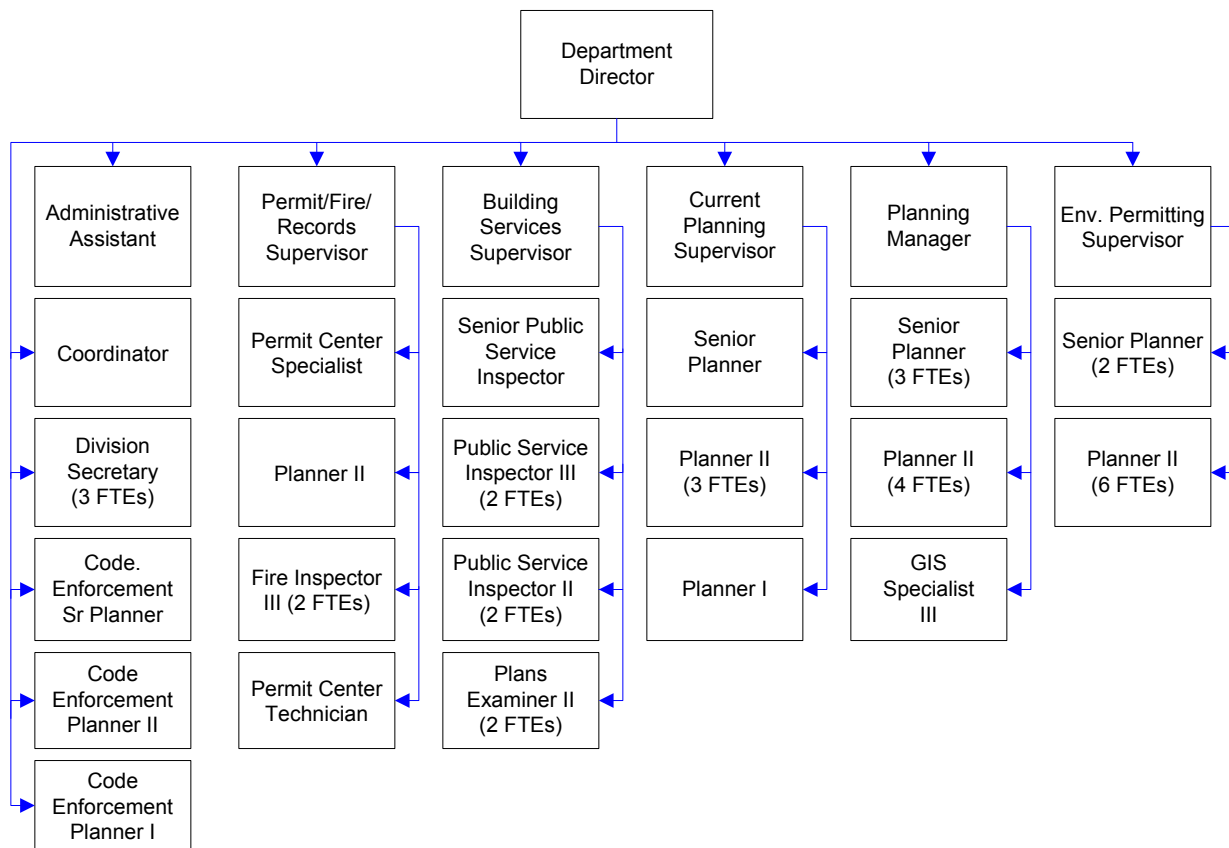 Department
Director
Administrative
Assistant
Permit/Fire/
Records
Supervisor
Building
Services
Supervisor
Current
Planning
Supervisor
Planning
Manager
Env. Permitting
Supervisor
Coordinator
Permit Center
Specialist
Senior Public
Service
Inspector
Senior
Planner
Senior
Planner
(3 FTEs)
Senior Planner
(2 FTEs)
Division
Secretary
(3 FTEs)
Planner II
Public Service
Inspector III
(2 FTEs)
Planner II
(3 FTEs)
Planner II
(4 FTEs)
Planner II
(6 FTEs)
Code.
Enforcement
Sr Planner
Fire Inspector
III (2 FTEs)
Public Service
Inspector II
(2 FTEs)
Planner I
GIS
Specialist
III
Code
Enforcement
Planner II
Permit Center
Technician
Plans
Examiner II
(2 FTEs)
Code
Enforcement
Planner I